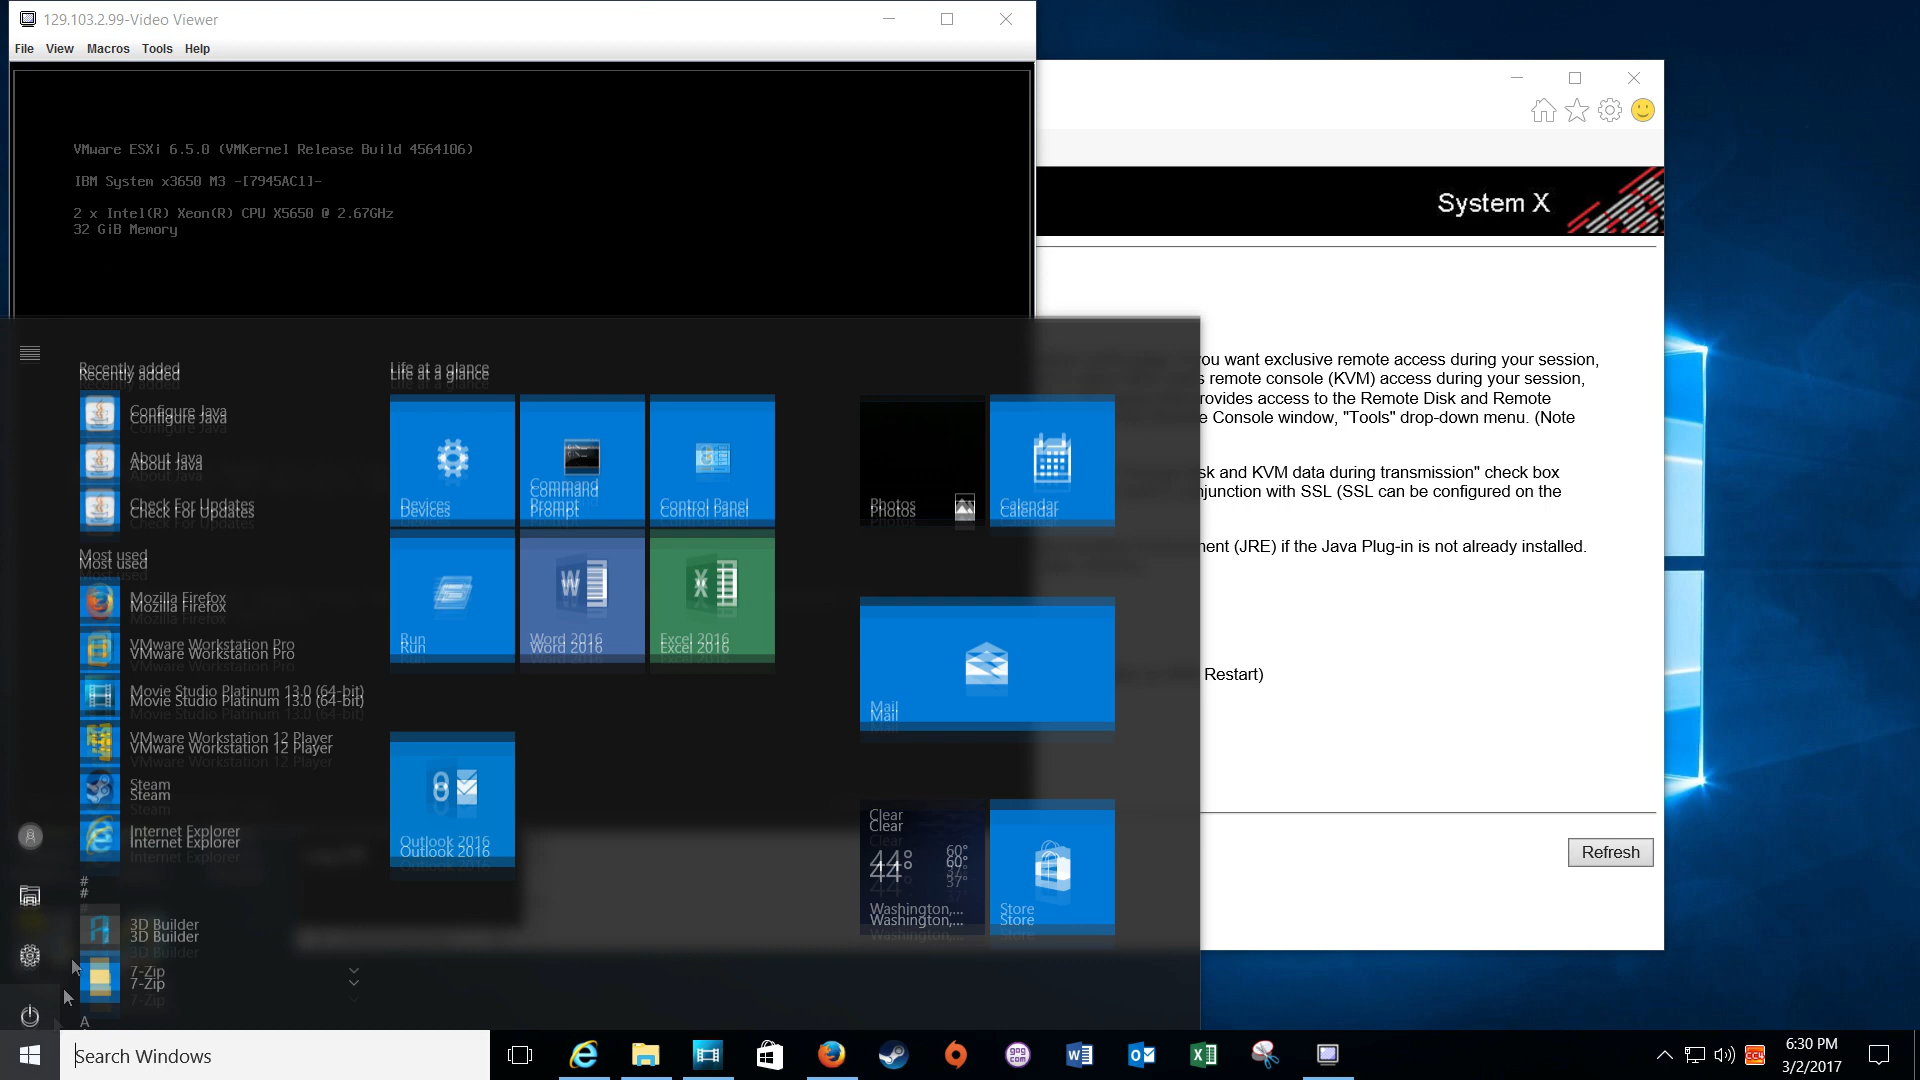 129.103.2.99-Video Viewer
File View Macros Tools Help
VMware ESXi 6.5.0 (VMKernel Release Build 4564106)
IBM System x3650 M3 -[7945AC1]-
2 x Intel(R) Xeon(R) CPU X5650 @ 2.67GHz
32 GiB Memory
System X
you want exclusive remote access during your session,
remote console (KVM) access during your session,
provides access to the Remote Disk and Remote
Console window, "Tools" drop-down menu. (Note
and KVM data during transmission" check box
with SSL (SSL can be configured on the
(JRE) if the Java Plug-in is not already installed.
Restart)
Refresh
Recently added
Configure Java
About Java
Check For Updates
Most used
Mozilla Firefox
VMware Workstation Pro
Movie Studio Platinum 13.0 (64-bit)
VMware Workstation 12 Player
Steam
Internet Explorer
#
3D Builder
7-Zip
A
Life at a glance
Devices
Command
Prompt
Control Panel
Run
Word 2016
Excel 2016
Outlook 2016
Photos
Calendar
Mail
Clear
44°
60°
37°
Washington,...
Store
Search Windows
gog
com
6:30 PM
3/2/2017